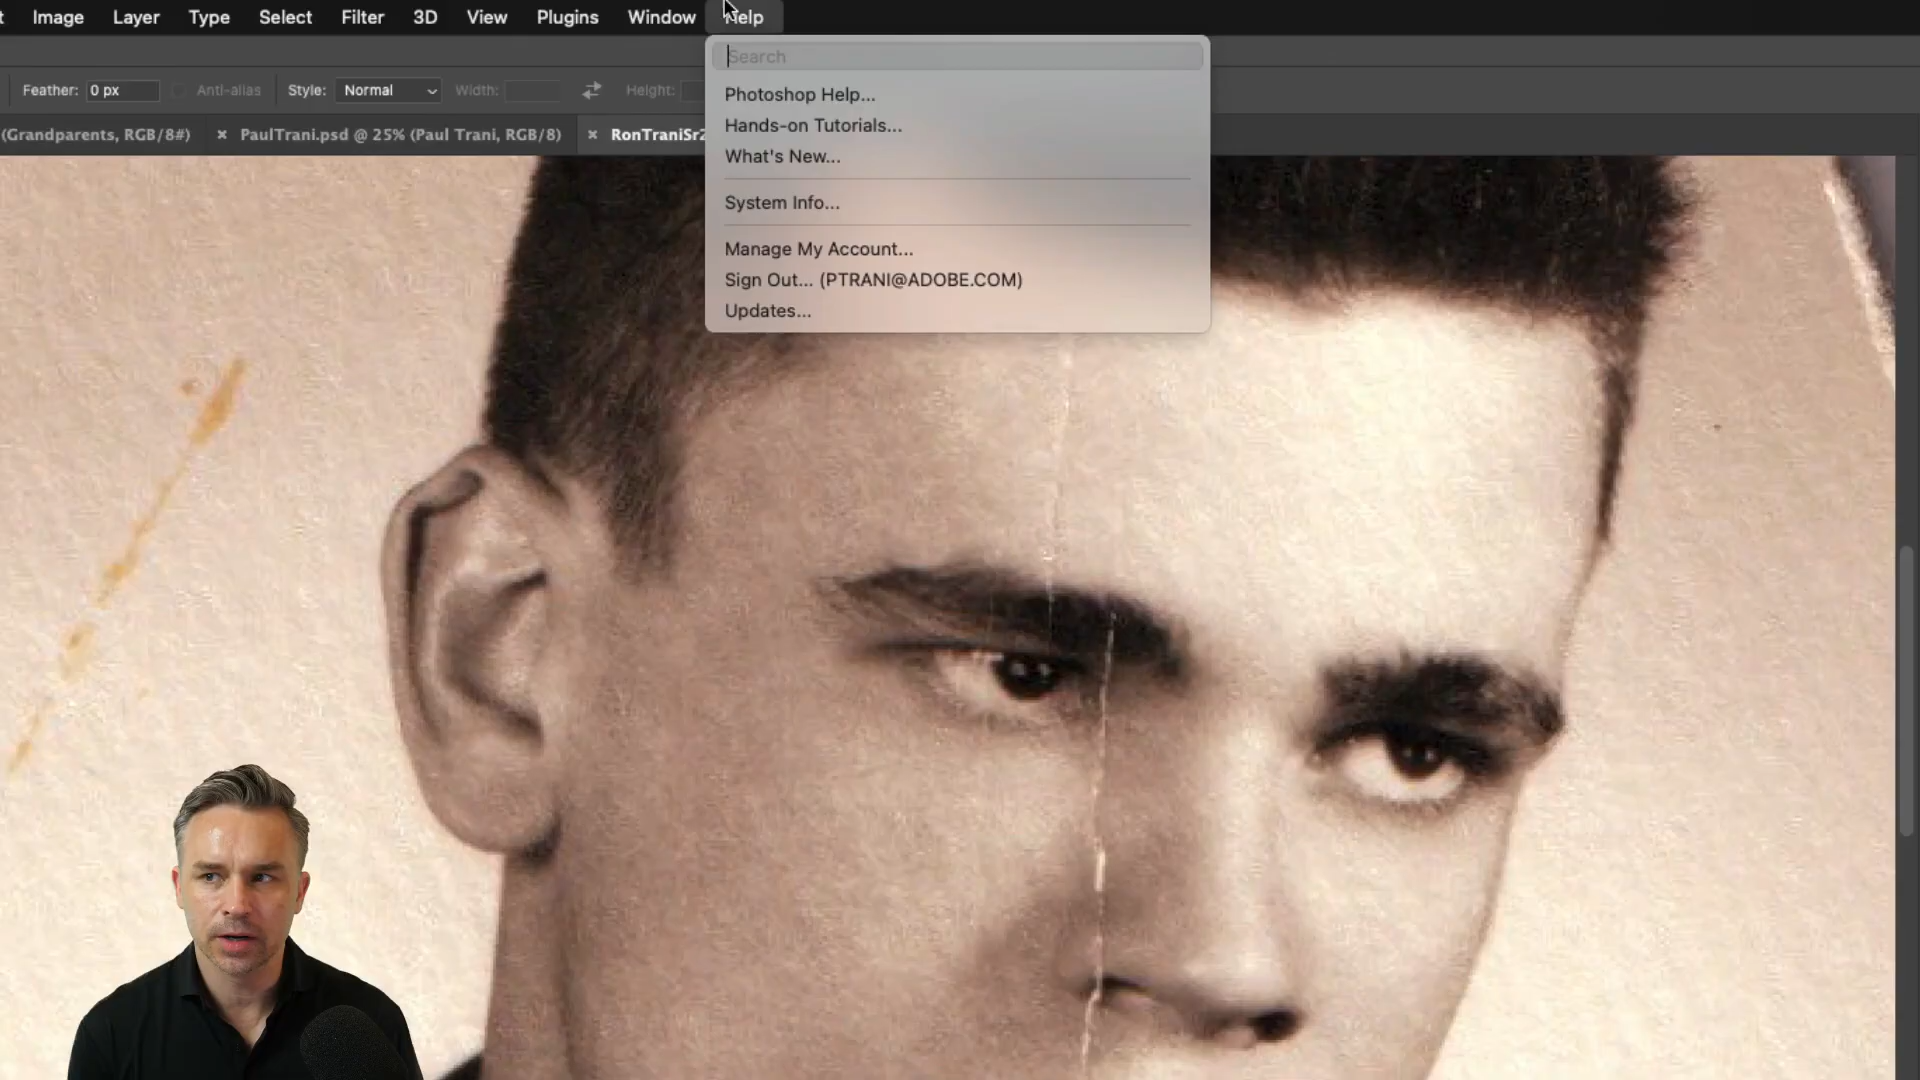 Image Layer Type Select Filter 3D View Plugins Window Help
Search
Feather: 0 px Anti-alias Style: Normal Width: Height:
Photoshop Help...
Hands-on Tutorials...
(Grandparents, RGB/8#) × PaulTrani.psd @ 25% (Paul Trani, RGB/8) × RonTraniSr2
What's New...
System Info...
Manage My Account...
Sign Out... (PTRANI@ADOBE.COM)
Updates...